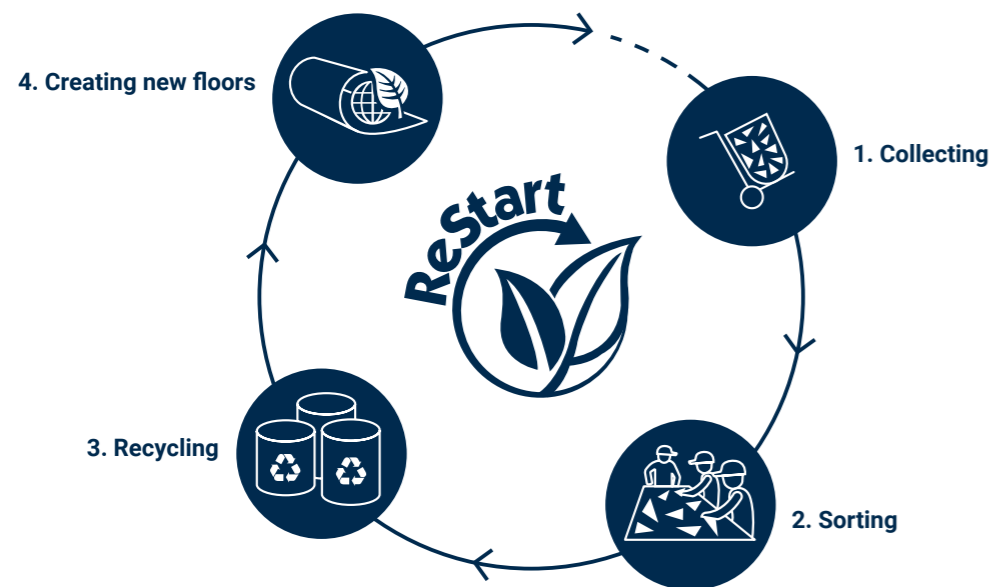 4. Creating new floors
1. Collecting
ReStart
3. Recycling
2. Sorting